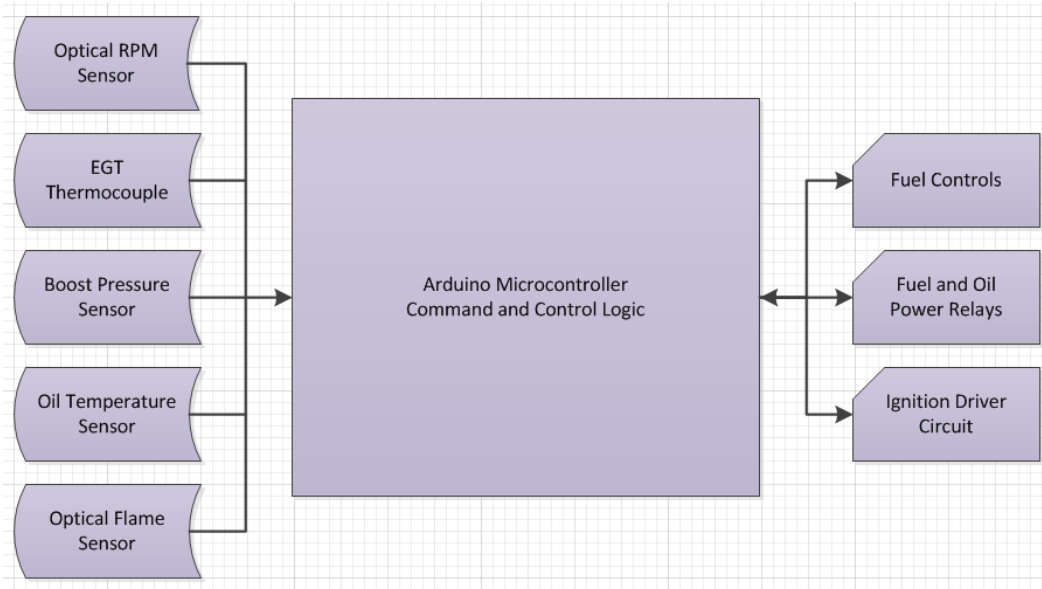 Optical RPM
Sensor
EGT
Thermocouple
Boost Pressure
Sensor
Oil Temperature
Sensor
Optical Flame
Sensor
Arduino Microcontroller
Command and Control Logic
Fuel Controls
Fuel and Oil
Power Relays
Ignition Driver
Circuit